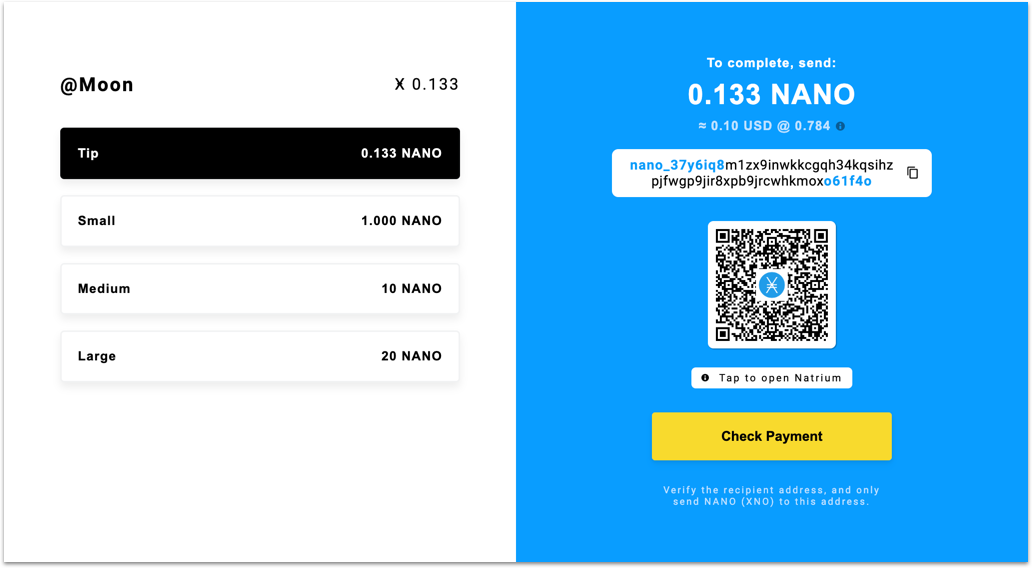 @Moon
X 0.133
Tip 0.133 NANO
Small 1.000 NANO
Medium 10 NANO
Large 20 NANO
To complete, send:
0.133 NANO
≈ 0.10 USD @ 0.784
nano_37y6iq8m1zx9inwkkcgqh34kqsihz
pjfwgp9jir8xpb9jrcwhkmoxo61f4o
Tap to open Natrium
Check Payment
Verify the recipient address, and only
send NANO (XNO) to this address.